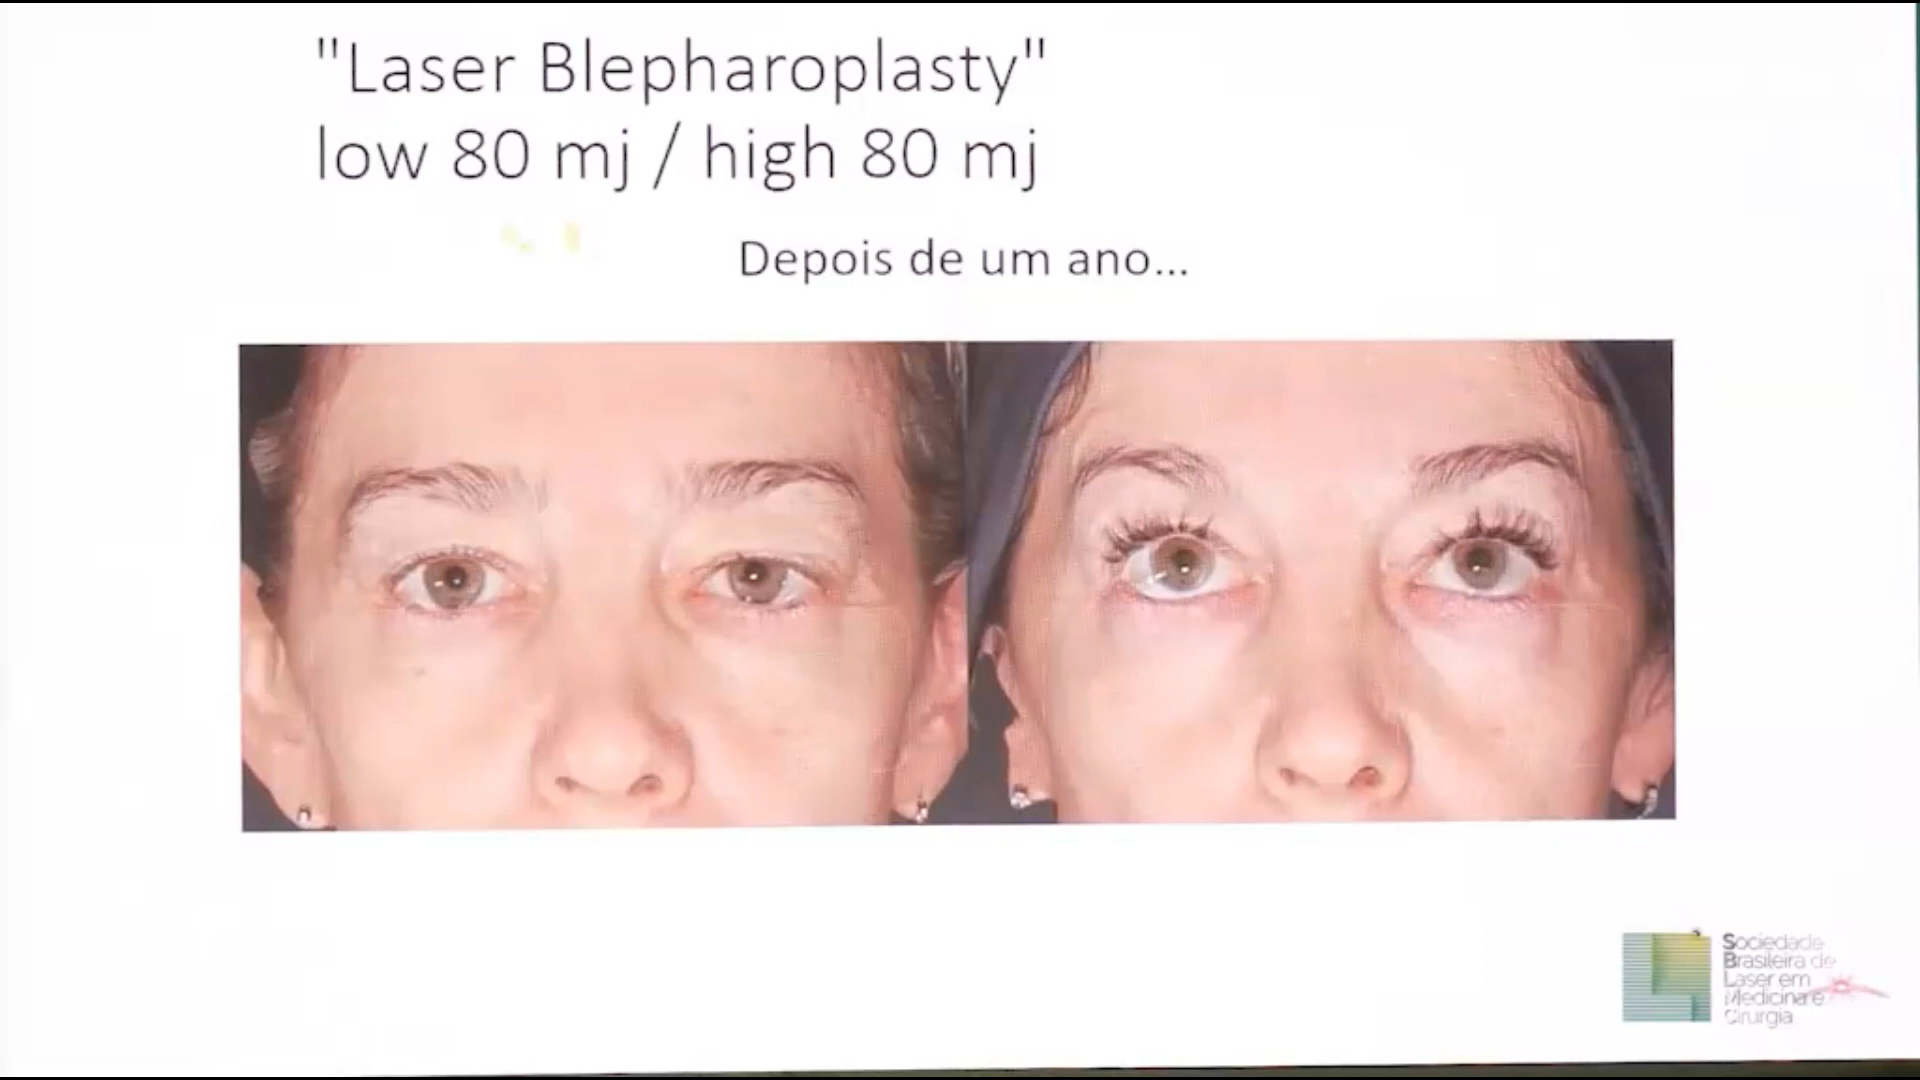 "Laser Blepharoplasty"
low 80 mj / high 80 mj
Depois de um ano...
Sociedade
Brasileira de
Laser em
Medicina e
Cirurgia